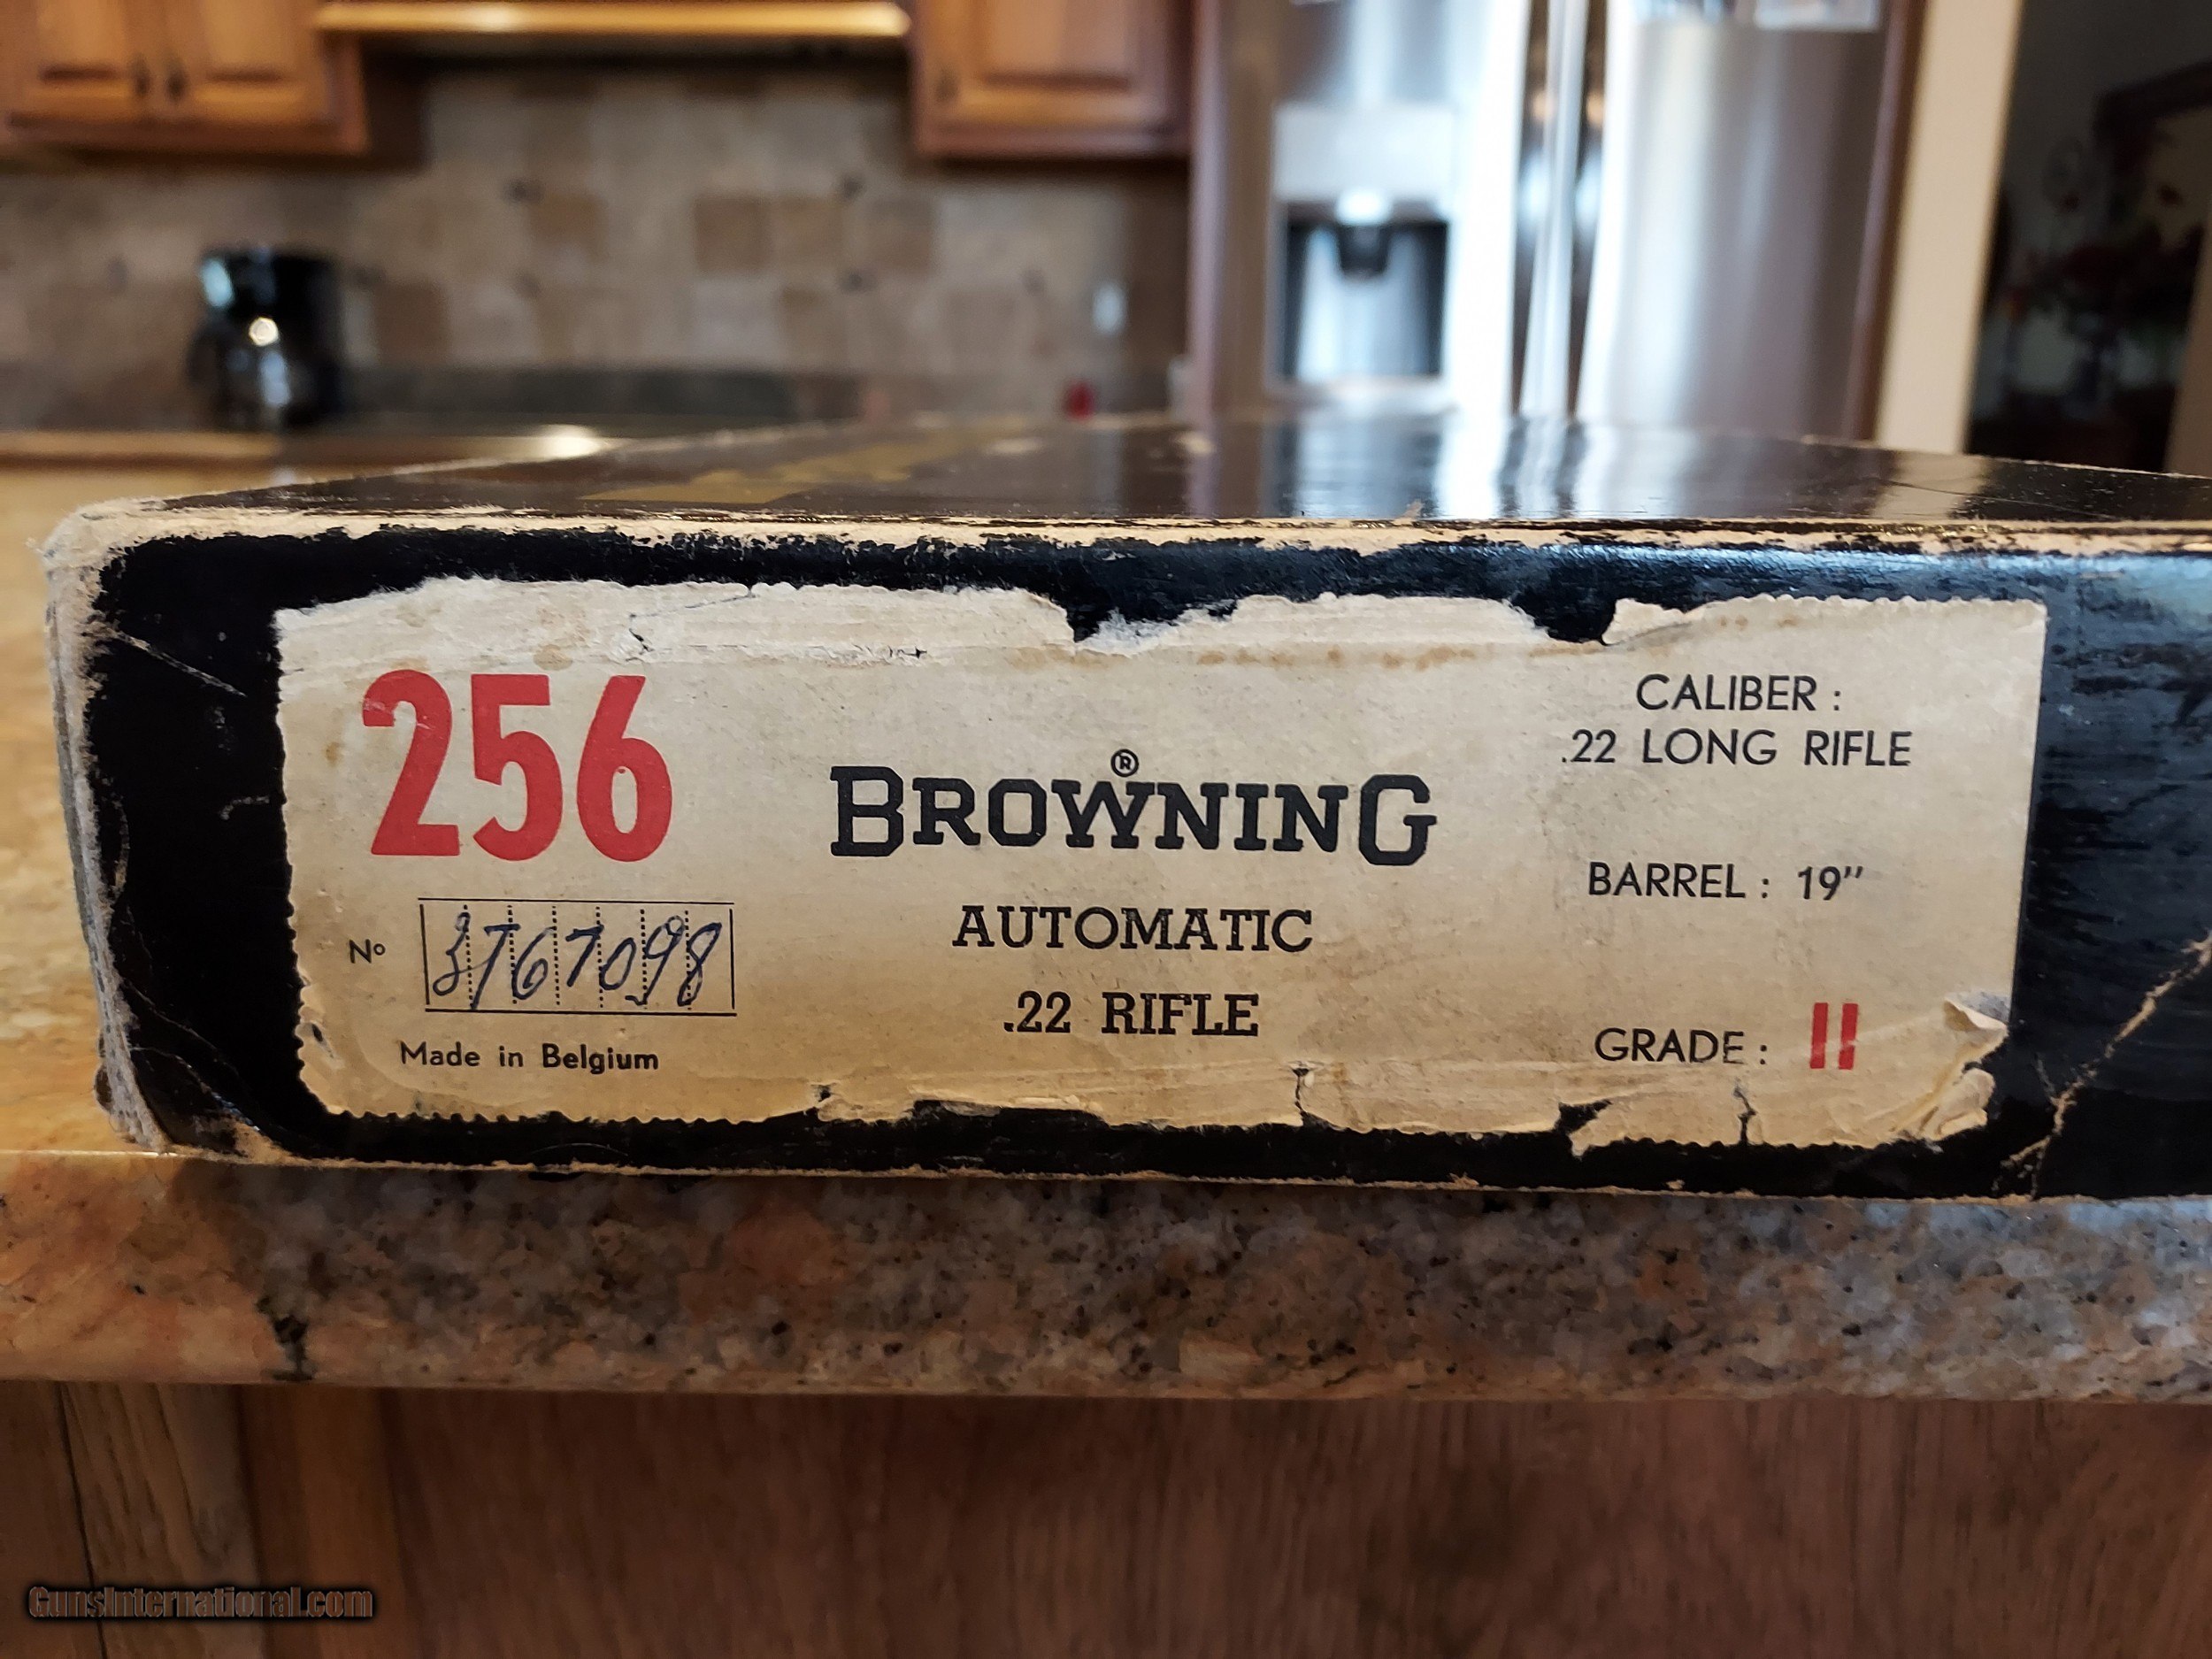 256
No 3T67098
Made in Belgium
® BROWNING
AUTOMATIC
.22 RIFLE
CALIBER :
.22 LONG RIFLE
BARREL : 19"
GRADE : II
GunsInternational.com